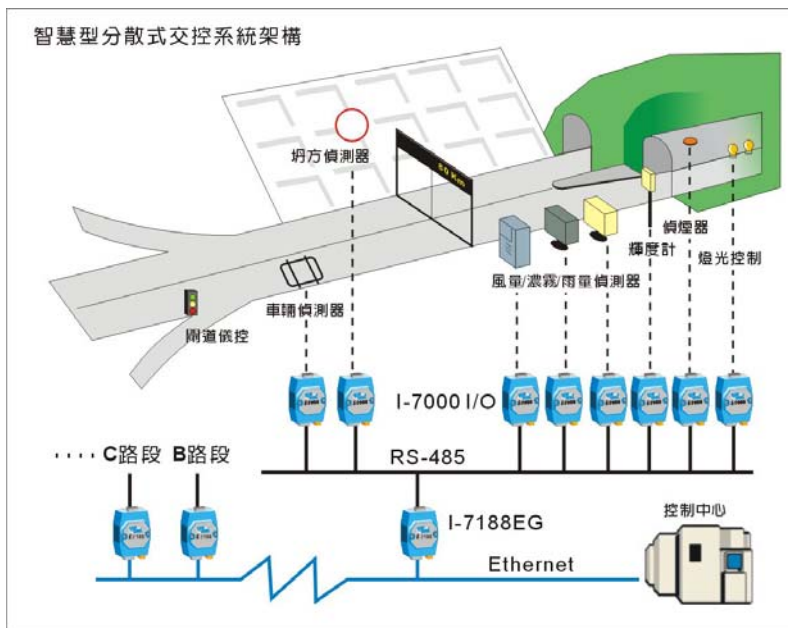 智慧型分散式交控系統架構
坍方偵測器
60 Km
偵煙器
輝度計
燈光控制
風量/濃霧/雨量偵測器
車輛偵測器
閘道儀控
I-7000 I/O
RS-485
‥‥ C路段 B路段
I-7188EG
控制中心
Ethernet